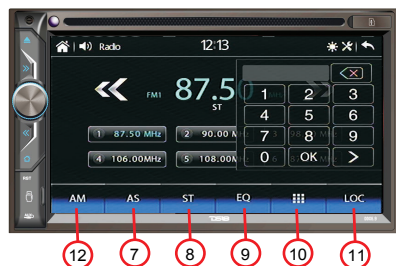 Radio 12:13
FM1 87.50
ST
1 2 3
4 5 6
1 87.50 MHz 2 90.00 M 7 8 9
4 106.00MHz 5 108.00M 0 OK >
AM AS ST EQ LOC
RST
12 7 8 9 10 11